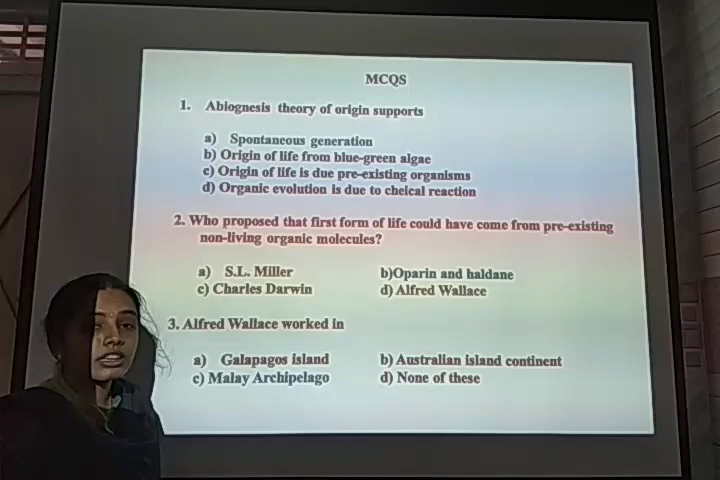 MCQS
1. Abiognesis theory of origin supports
a) Spontaneous generation
b) Origin of life from blue-green algae
c) Origin of life is due pre-existing organisms
d) Organic evolution is due to cheical reaction
2. Who proposed that first form of life could have come from pre-existing
non-living organic molecules?
a) S.L. Miller b)Oparin and haldane
c) Charles Darwin d) Alfred Wallace
3. Alfred Wallace worked in
a) Galapagos island b) Australian island continent
c) Malay Archipelago d) None of these